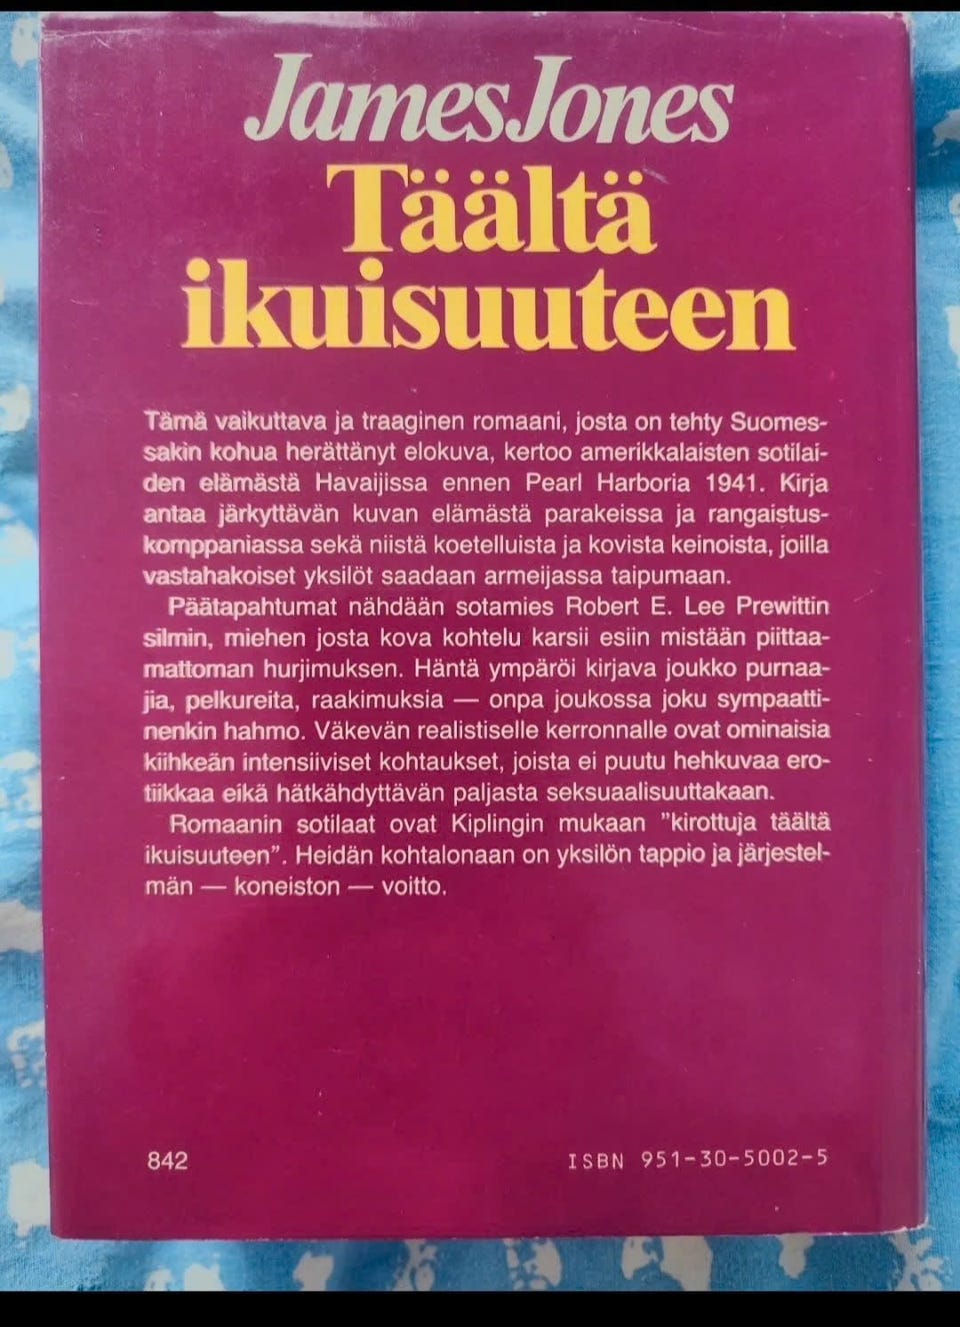 James Jones
Täältä
ikuisuuteen
Tämä vaikuttava ja traaginen romaani, josta on tehty Suomes-
sakin kohua herättänyt elokuva, kertoo amerikkalaisten sotilai-
den elämästä Havaijissa ennen Pearl Harboria 1941. Kirja
antaa järkyttävän kuvan elämästä parakeissa ja rangaistus-
komppaniassa sekä niistä koetelluista ja kovista keinoista, joilla
vastahakoiset yksilöt saadaan armeijassa taipumaan.
Päätapahtumat nähdään sotamies Robert E. Lee Prewittin
silmin, miehen josta kova kohtelu karsii esiin mistään piittaa-
mattoman hurjimuksen. Häntä ympäröi kirjava joukko purnaa-
jia, pelkureita, raakimuksia — onpa joukossa joku sympaatti-
nenkin hahmo. Väkevän realistiselle kerronnalle ovat ominaisia
kiihkeän intensiiviset kohtaukset, joista ei puutu hehkuvaa ero-
tiikkaa eikä hätkähdyttävän paljasta seksuaalisuuttakaan.
Romaanin sotilaat ovat Kiplingin mukaan ”kirottuja täältä
ikuisuuteen”. Heidän kohtalonaan on yksilön tappio ja järjestel-
män — koneiston — voitto.
842
ISBN 951-30-5002-5